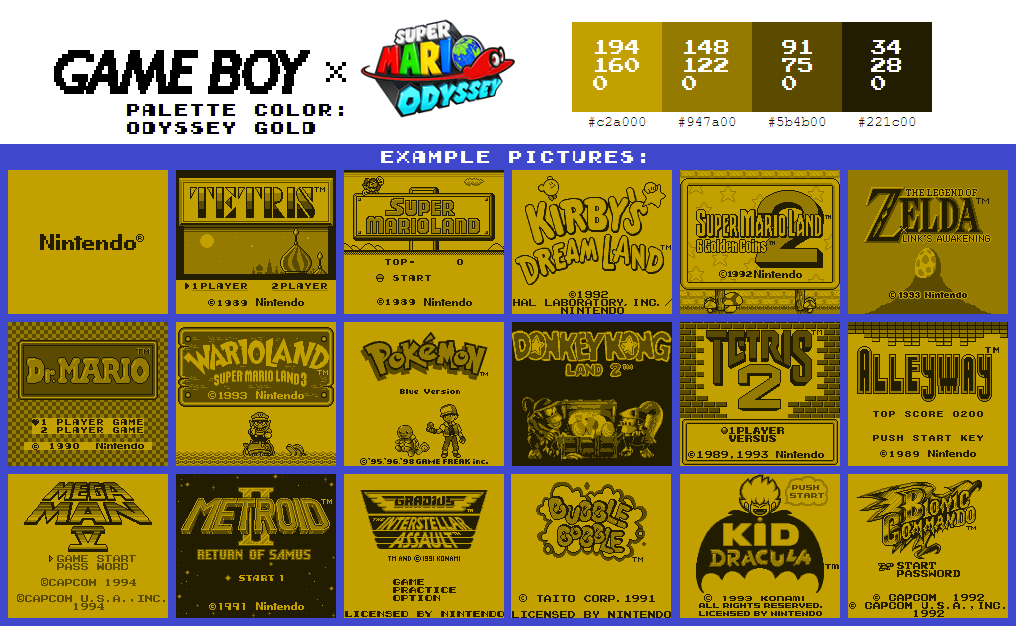 GAME BOY × SUPER MARIO ODYSSEY
PALETTE COLOR:
ODYSSEY GOLD
194 148 91 34
160 122 75 28
0 0 0 0
#c2a000 #947a00 #5b4b00 #221c00
EXAMPLE PICTURES:
Nintendo®
TETRIS™
1PLAYER 2PLAYER
©1989 Nintendo
SUPER
MARIOLAND
TOP- 0
START
©1989 Nintendo
KIRBY'S
DREAM LAND™
©1992
HAL LABORATORY, INC. /
NINTENDO
SUPER MARIO LAND™ 2
6 Golden Coins™
©1992 Nintendo
THE LEGEND OF
ZELDA™
LINK'S AWAKENING
© 1993 Nintendo
Dr. MARIO™
1 PLAYER GAME
2 PLAYER GAME
© 1990 Nintendo
WARIOLAND
SUPER MARIO LAND 3™
©1993 Nintendo
POKéMON™
Blue Version
©'95.'96.'98 GAME FREAK inc.
DONKEY KONG
LAND 2™
TETRIS™
2
1PLAYER
VERSUS
©1989,1993 Nintendo
ALLEYWAY™
TOP SCORE 0200
PUSH START KEY
©1989 Nintendo
MEGA
MAN
IV
GAME START
PASS WORD
©CAPCOM 1994
©CAPCOM U.S.A.,INC.
1994
METROID™
II
RETURN OF SAMUS
START 1
©1991 Nintendo
GRADIUS™
THE INTERSTELLAR
ASSAULT™
TM AND © 1991 KONAMI
GAME
PRACTICE
OPTION
LICENSED BY NINTENDO
BUBBLE
BOBBLE™
© TAITO CORP. 1991
LICENSED BY NINTENDO
PUSH
START
KID
DRACULA™
© 1993 KONAMI
ALL RIGHTS RESERVED.
LICENSED BY NINTENDO
BIONIC
COMMANDO™
START
PASSWORD
© CAPCOM 1992
© CAPCOM U.S.A.,INC.
1992